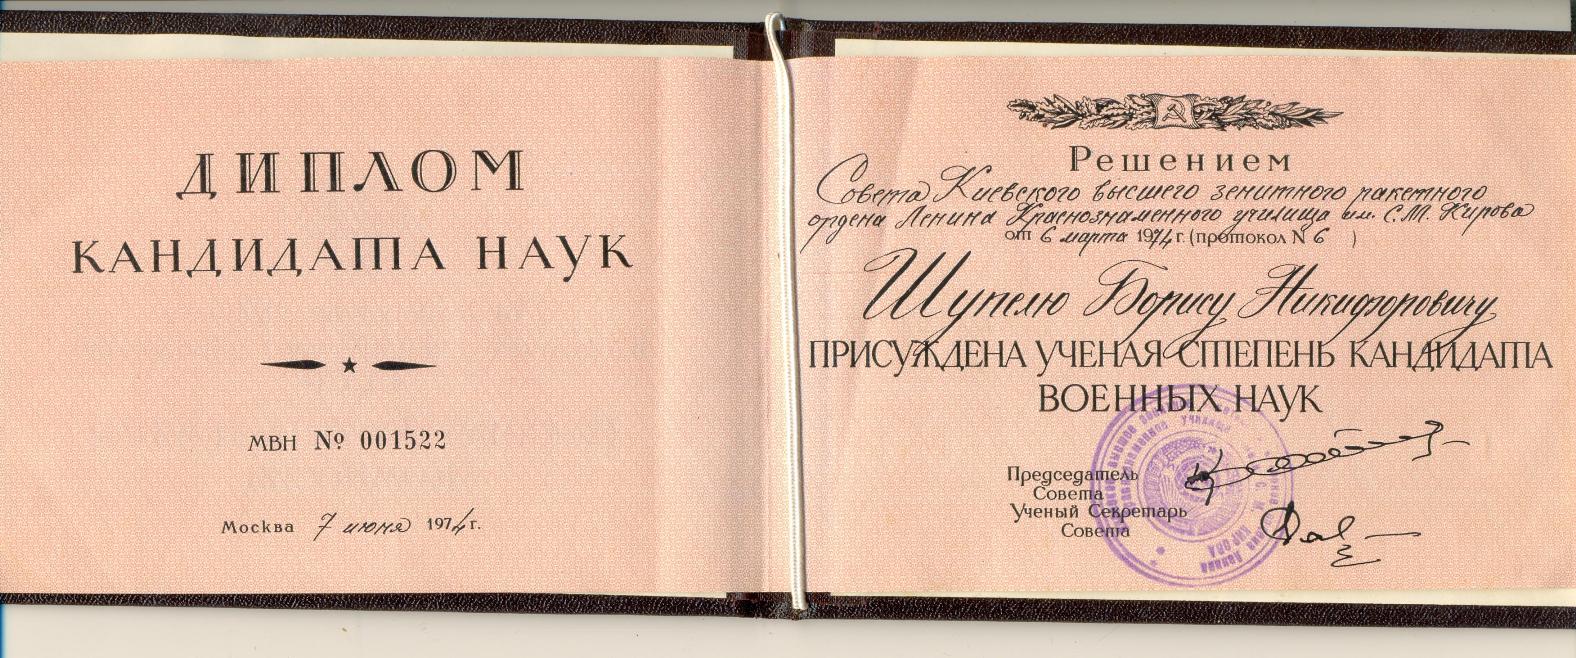 ДИПЛОМ
КАНДИДАТА НАУК
МВН № 001522
Москва 7 июня 1974 г.
Решением
Совета Киевского высшего зенитного ракетного
ордена Ленина Краснознаменного училища им. С.М. Кирова
от 6 марта 1974 г. (протокол N 6 )
Шупелю Борису Никифоровичу
ПРИСУЖДЕНА УЧЕНАЯ СТЕПЕНЬ КАНДИДАТА
ВОЕННЫХ НАУК
Председатель
Совета
Ученый Секретарь
Совета